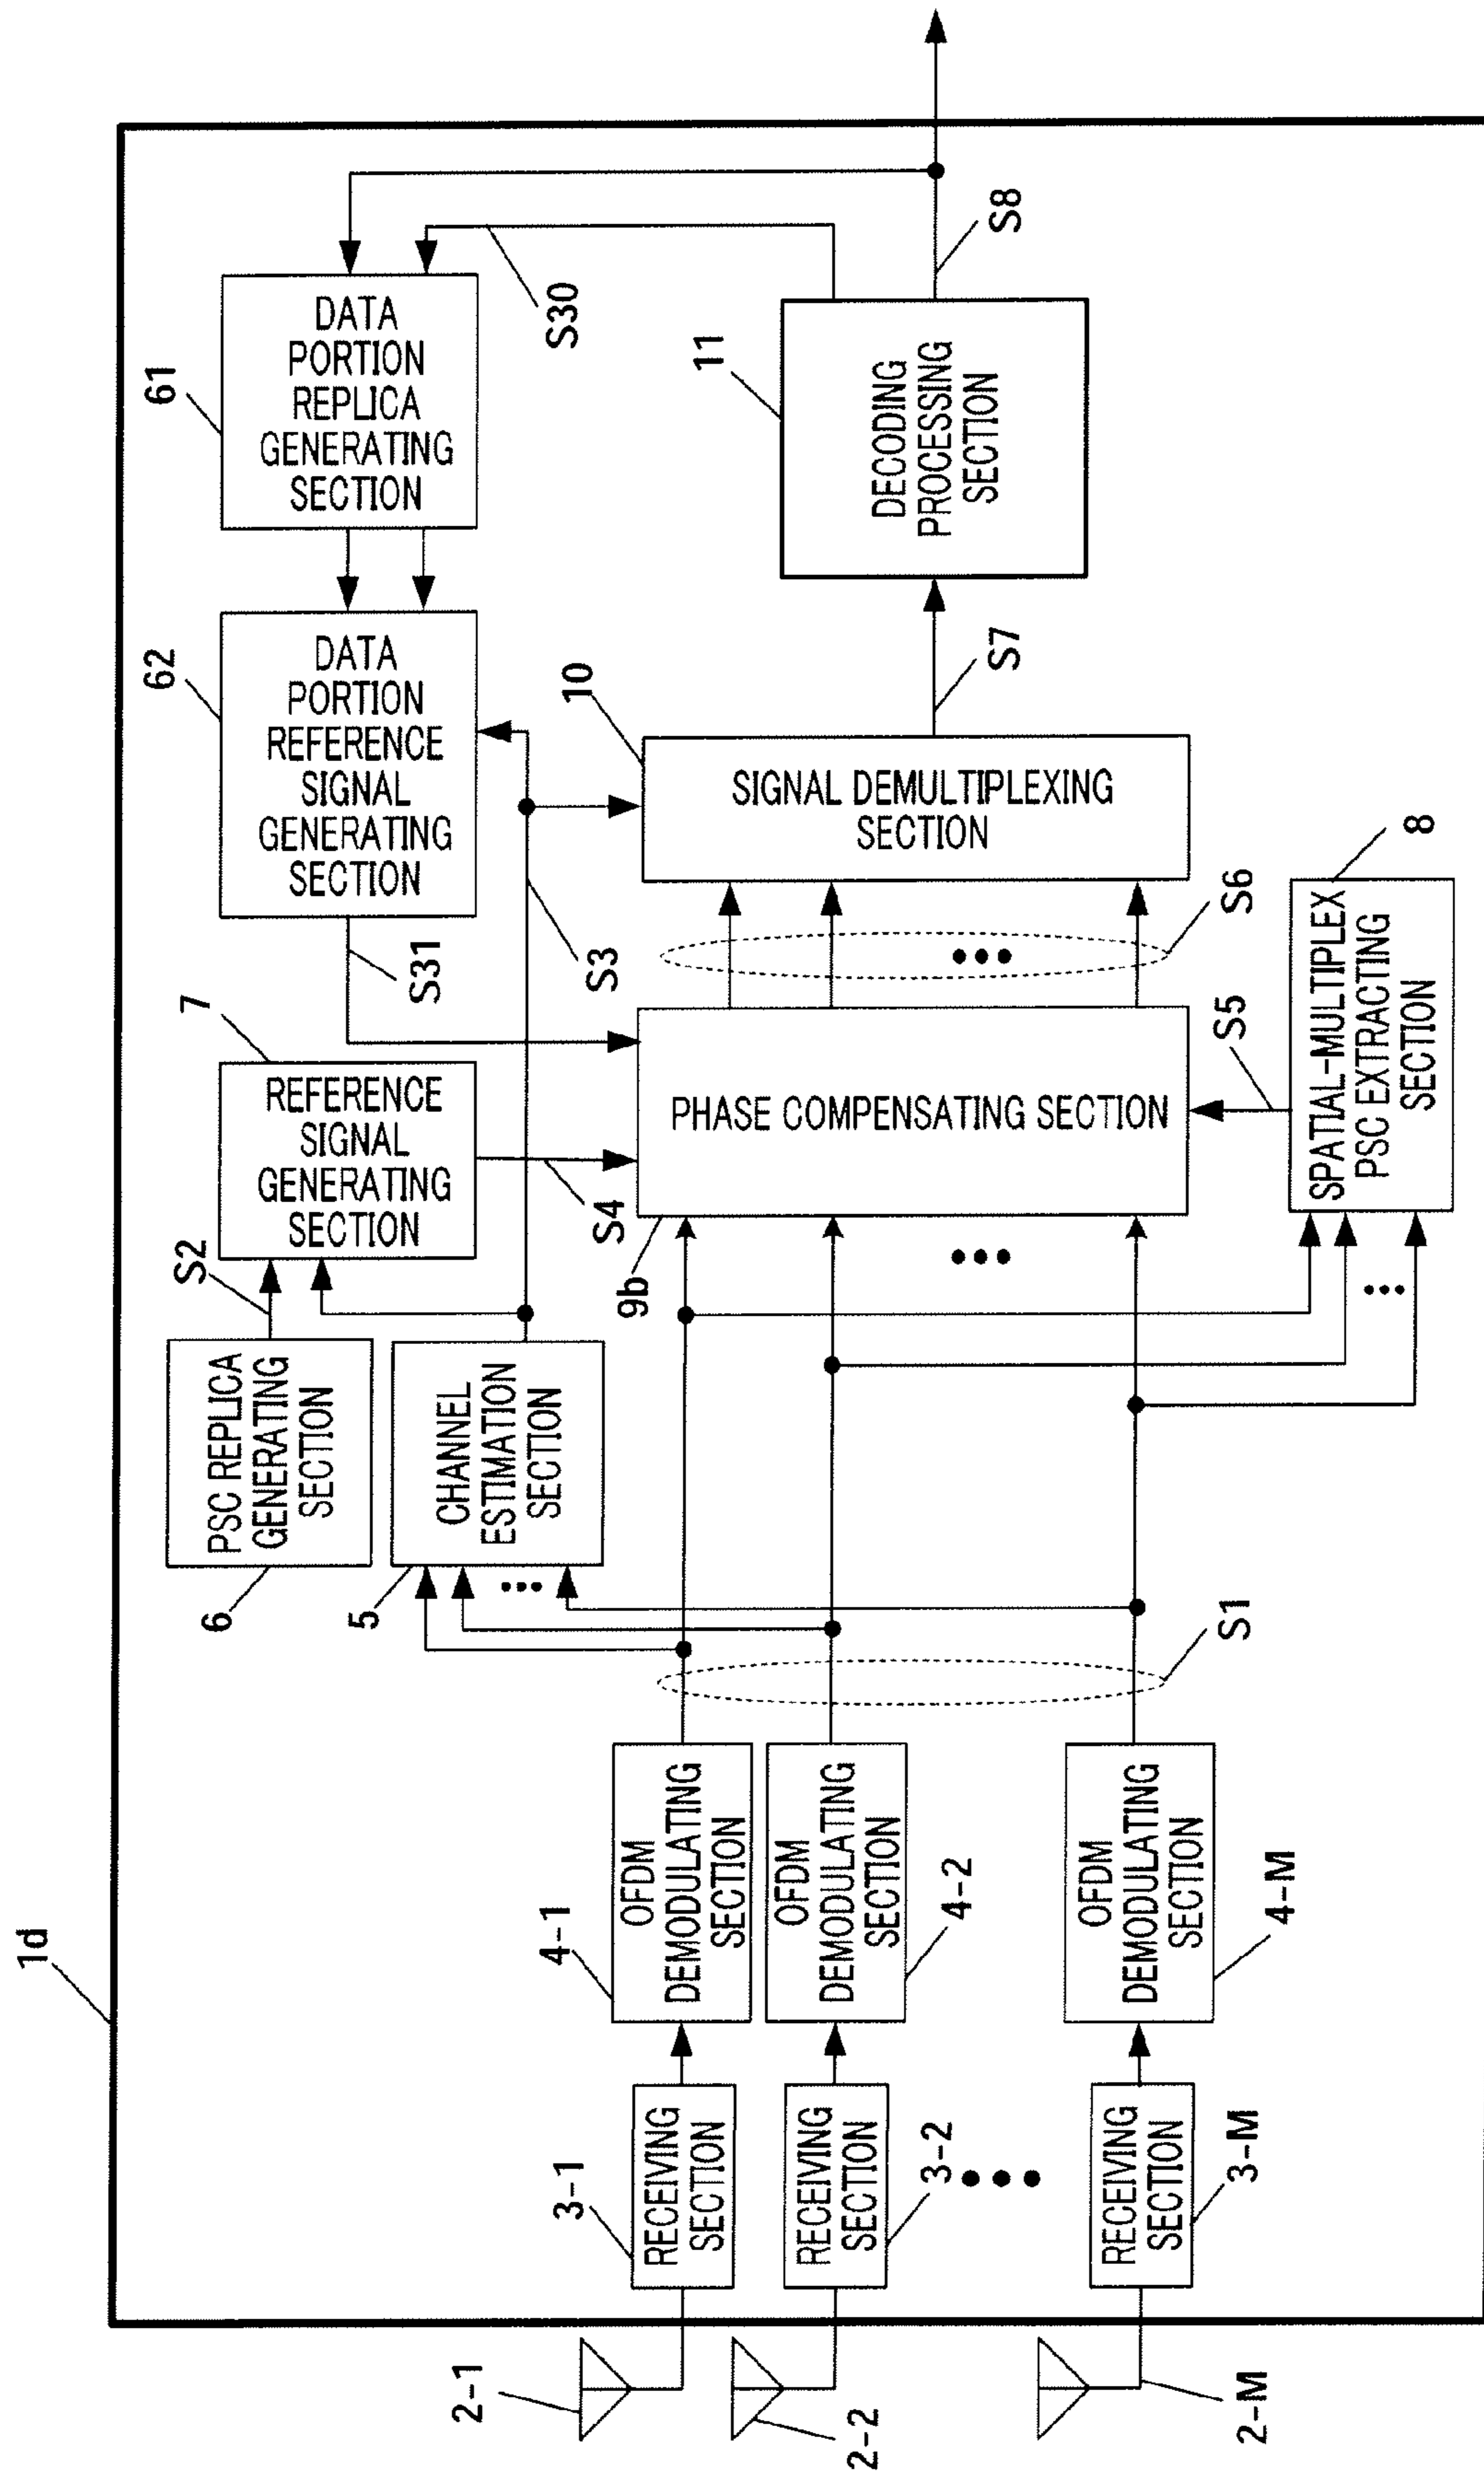 1d
2-1
2-2
2-M
3-1
RECEIVING
SECTION
3-2
RECEIVING
SECTION
3-M
RECEIVING
SECTION
4-1
OFDM
DEMODULATING
SECTION
4-2
OFDM
DEMODULATING
SECTION
4-M
OFDM
DEMODULATING
SECTION
S1
5
CHANNEL
ESTIMATION
SECTION
6
PSC REPLICA
GENERATING
SECTION
S2
7
REFERENCE
SIGNAL
GENERATING
SECTION
S4
S3
9b
PHASE COMPENSATING SECTION
S5
8
SPATIAL-MULTIPLEX
PSC EXTRACTING
SECTION
S31
S6
62
DATA
PORTION
REFERENCE
SIGNAL
GENERATING
SECTION
10
SIGNAL DEMULTIPLEXING
SECTION
S7
61
DATA
PORTION
REPLICA
GENERATING
SECTION
11
DECODING
PROCESSING
SECTION
S30
S8